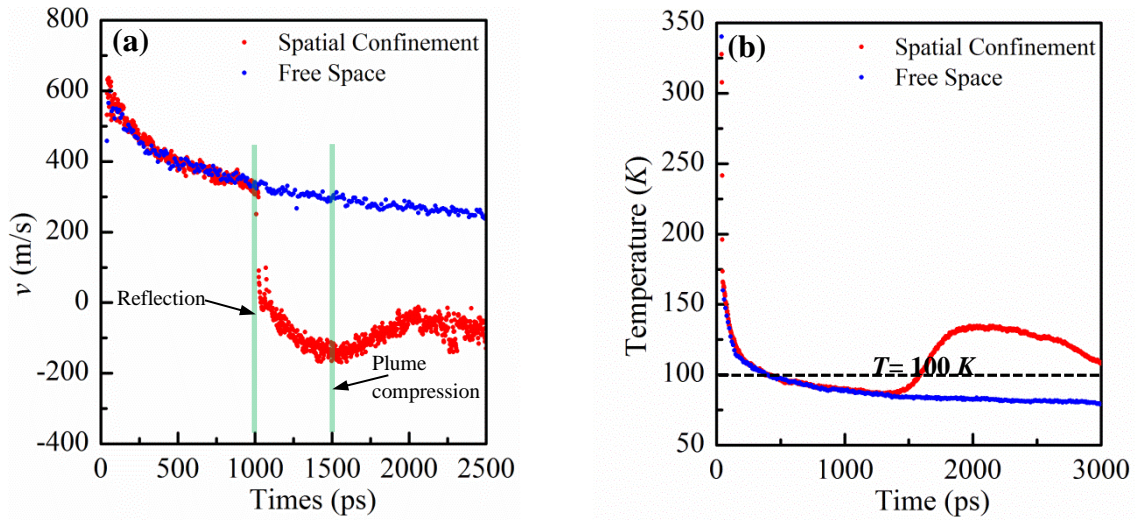 (a)
Spatial Confinement
Free Space
800
600
400
200
0
-200
-400
v (m/s)
Reflection
Plume
compression
0 500 1000 1500 2000 2500
Times (ps)
(b)
Spatial Confinement
Free Space
350
300
250
200
150
100
50
Temperature (K)
T= 100 K
0 1000 2000 3000
Time (ps)